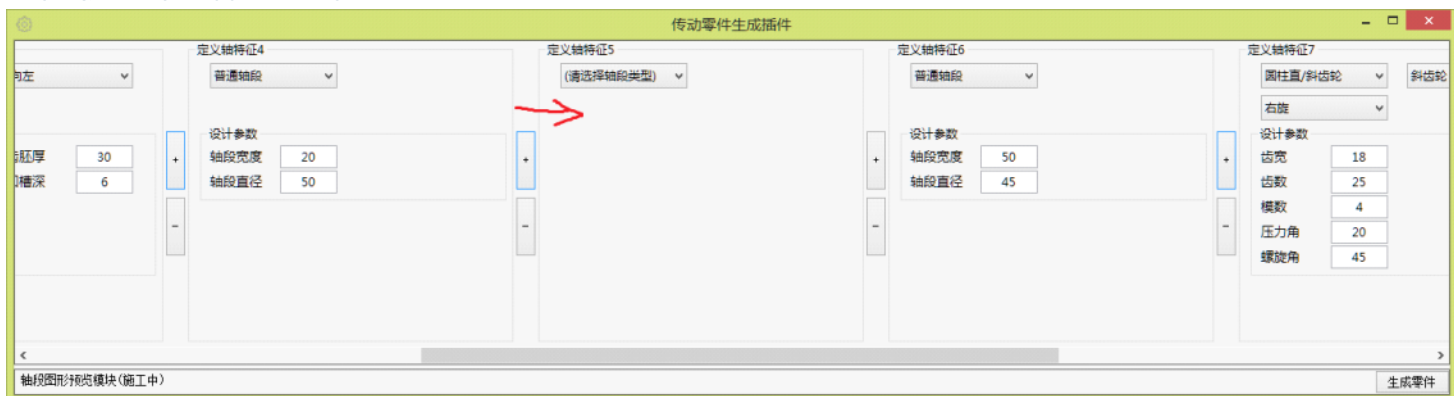 传动零件生成插件
定义轴特征4
定义轴特征5
定义轴特征6
定义轴特征7
向左
普通轴段
(请选择轴段类型)
普通轴段
圆柱直/斜齿轮
斜齿轮
右旋
设计参数
设计参数
设计参数
齿胚厚 30
+
轴段宽度 20
+
+
轴段宽度 50
+
齿宽 18
槽深 6
轴段直径 50
轴段直径 45
齿数 25
模数 4
-
-
-
-
压力角 20
螺旋角 45
轴段图形预览模块(施工中)
生成零件